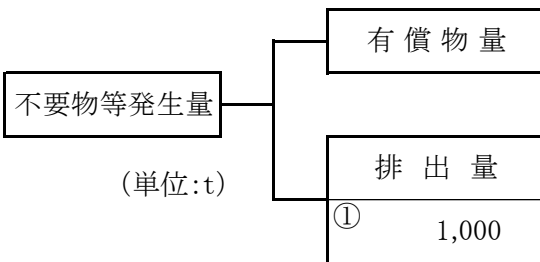 有償物量
不要物等発生量
(単位:t)
排出量
①
1,000